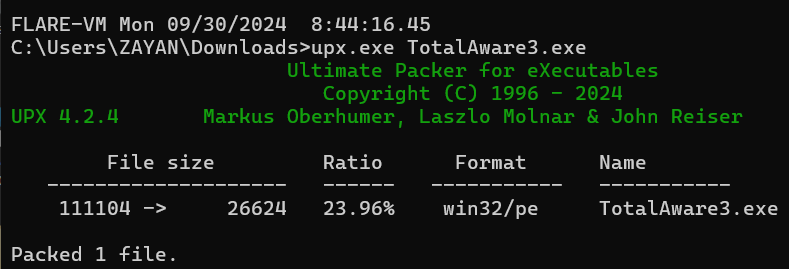 FLARE-VM Mon 09/30/2024  8:44:16.45
C:\Users\ZAYAN\Downloads>upx.exe TotalAware3.exe
Ultimate Packer for eXecutables
Copyright (C) 1996 - 2024
UPX 4.2.4       Markus Oberhumer, Laszlo Molnar & John Reiser
File size         Ratio      Format      Name
--------------------   ------   -----------   -----------
111104 ->     26624   23.96%    win32/pe     TotalAware3.exe
Packed 1 file.